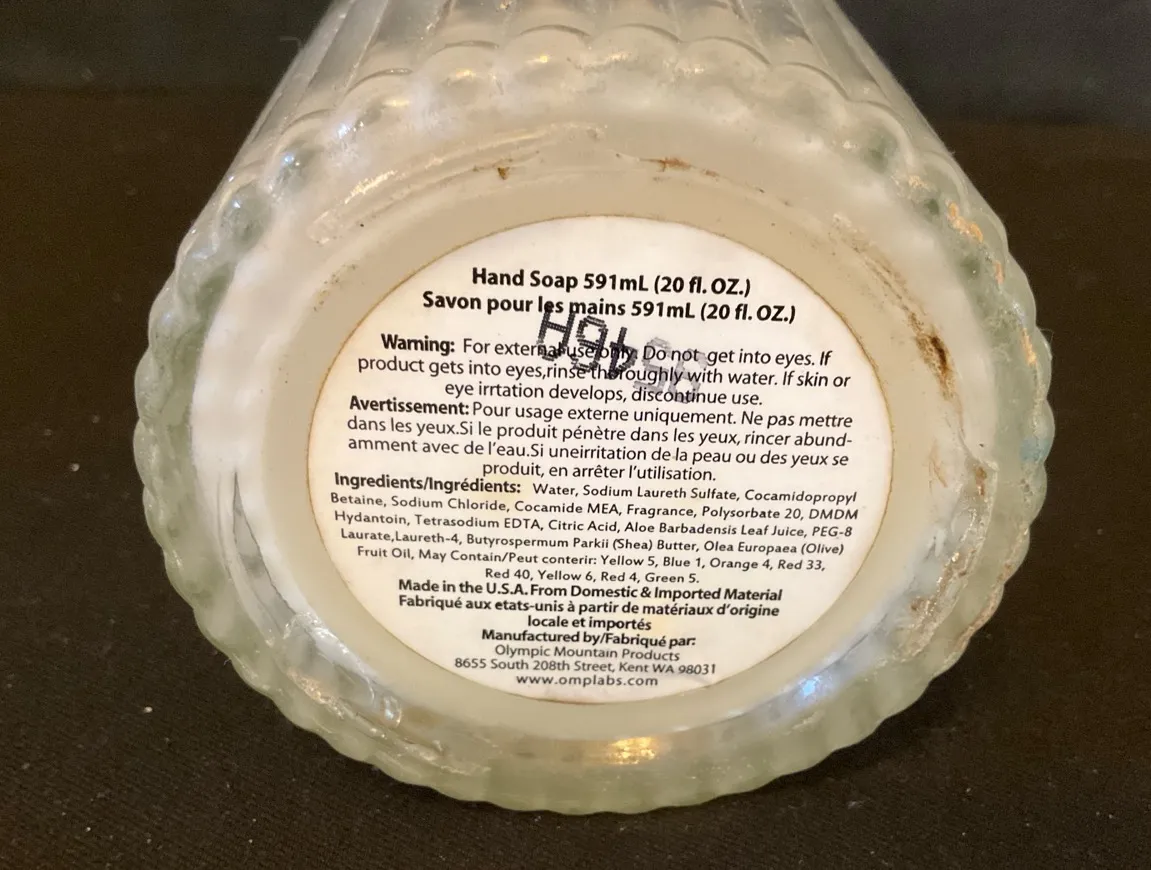 Hand Soap 591mL (20 fl. OZ.)
Savon pour les mains 591mL (20 fl. OZ.)
Warning: For external use only. Do not get into eyes. If
product gets into eyes,rinse thoroughly with water. If skin or
eye irrtation develops, discontinue use.
Avertissement: Pour usage externe uniquement. Ne pas mettre
dans les yeux.Si le produit pénètre dans les yeux, rincer abund-
amment avec de l'eau.Si uneirritation de la peau ou des yeux se
produit, en arrêter l'utilisation.
Ingredients/Ingrédients: Water, Sodium Laureth Sulfate, Cocamidopropyl
Betaine, Sodium Chloride, Cocamide MEA, Fragrance, Polysorbate 20, DMDM
Hydantoin, Tetrasodium EDTA, Citric Acid, Aloe Barbadensis Leaf Juice, PEG-8
Laurate,Laureth-4, Butyrospermum Parkii (Shea) Butter, Olea Europaea (Olive)
Fruit Oil, May Contain/Peut conterir: Yellow 5, Blue 1, Orange 4, Red 33,
Red 40, Yellow 6, Red 4, Green 5.
Made in the U.S.A. From Domestic & Imported Material
Fabriqué aux etats-unis à partir de matériaux d'origine
locale et importés
Manufactured by/Fabriqué par:
Olympic Mountain Products
8655 South 208th Street, Kent WA 98031
www.omplabs.com